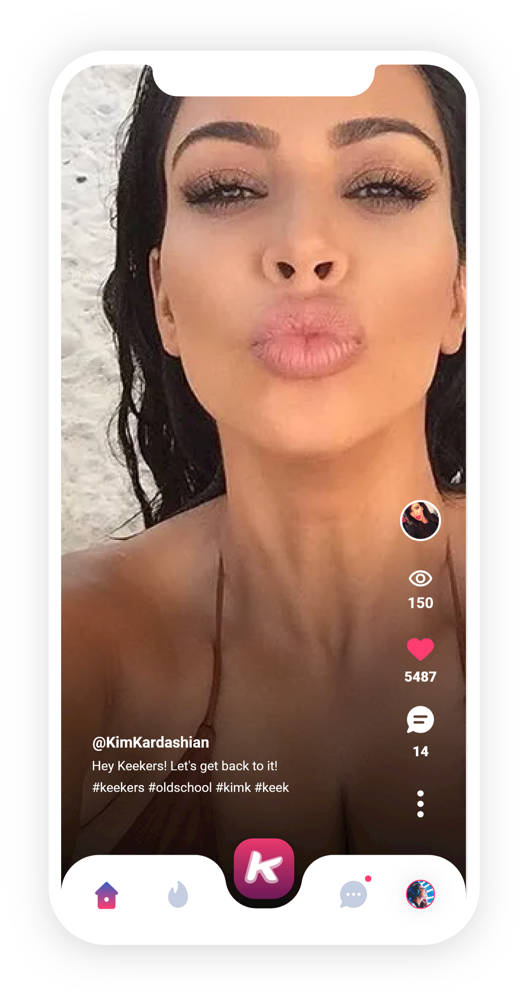 150
5487
14
@KimKardashian
Hey Keekers! Let's get back to it!
#keekers #oldschool #kimk #keek
K